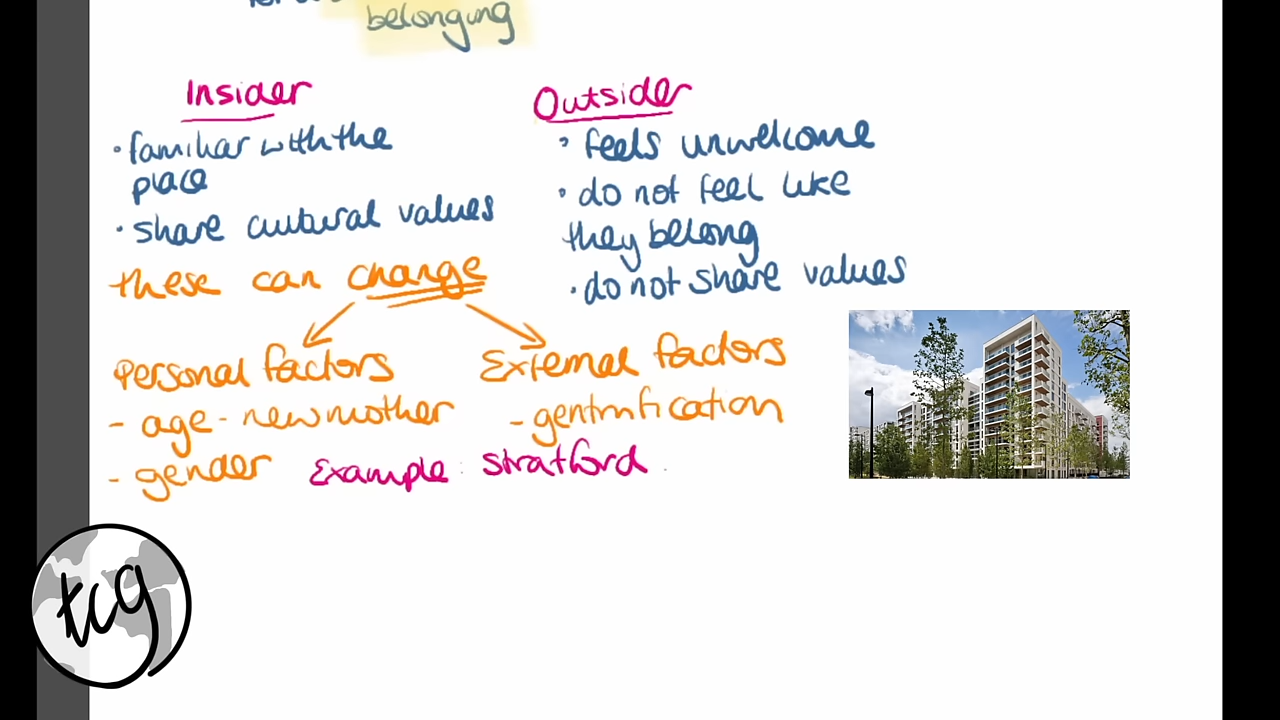 belonging
Insider
• familiar with the
place
• share cultural values
Outsider
• feels unwelcome
• do not feel like
they belong
• do not share values
these can change
Personal factors
- age - new mother
- gender
External factors
- gentrification
Example: Stratford
tcg